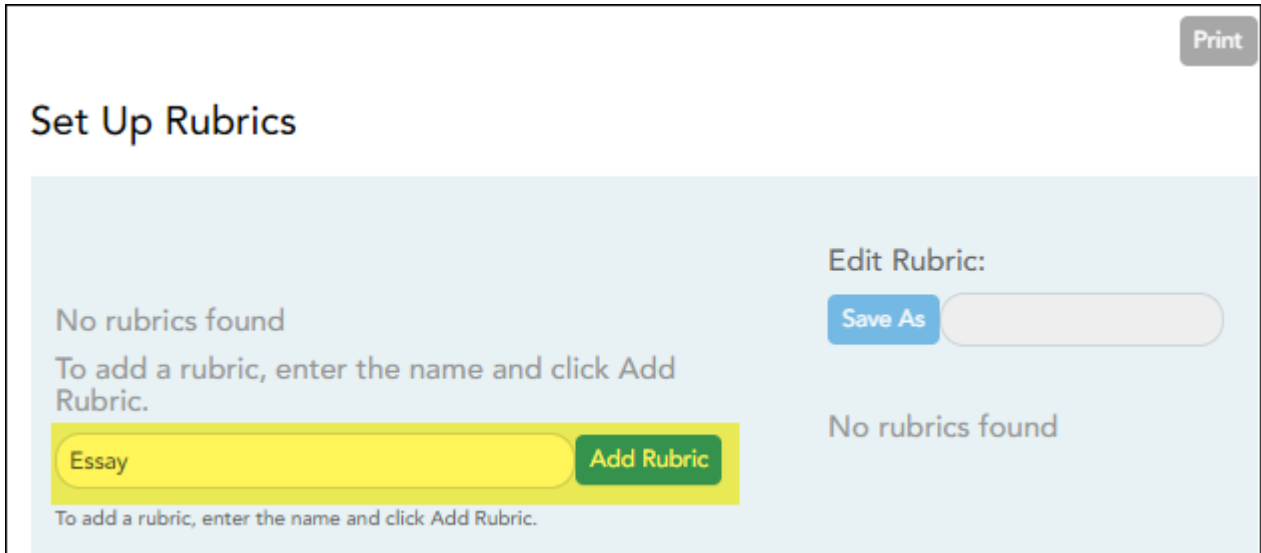 Print
Set Up Rubrics
No rubrics found
To add a rubric, enter the name and click Add
Rubric.
Essay
Add Rubric
To add a rubric, enter the name and click Add Rubric.
Edit Rubric:
Save As
No rubrics found